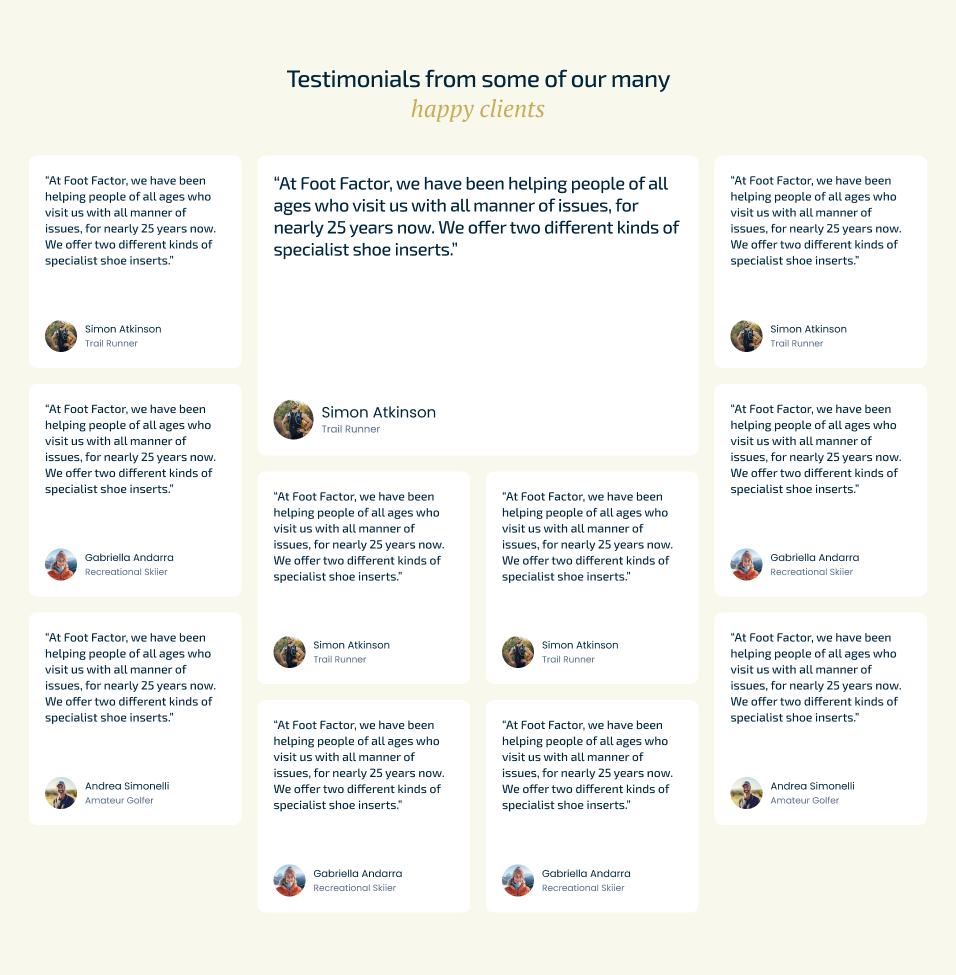 Testimonials from some of our many
happy clients
“At Foot Factor, we have been
helping people of all ages who
visit us with all manner of
issues, for nearly 25 years now.
We offer two different kinds of
specialist shoe inserts.”
Simon Atkinson
Trail Runner
“At Foot Factor, we have been
helping people of all ages who
visit us with all manner of
issues, for nearly 25 years now.
We offer two different kinds of
specialist shoe inserts.”
Gabriella Andarra
Recreational Skiier
“At Foot Factor, we have been
helping people of all ages who
visit us with all manner of
issues, for nearly 25 years now.
We offer two different kinds of
specialist shoe inserts.”
Andrea Simonelli
Amateur Golfer
“At Foot Factor, we have been helping people of all
ages who visit us with all manner of issues, for
nearly 25 years now. We offer two different kinds of
specialist shoe inserts.”
Simon Atkinson
Trail Runner
“At Foot Factor, we have been
helping people of all ages who
visit us with all manner of
issues, for nearly 25 years now.
We offer two different kinds of
specialist shoe inserts.”
Simon Atkinson
Trail Runner
“At Foot Factor, we have been
helping people of all ages who
visit us with all manner of
issues, for nearly 25 years now.
We offer two different kinds of
specialist shoe inserts.”
Simon Atkinson
Trail Runner
“At Foot Factor, we have been
helping people of all ages who
visit us with all manner of
issues, for nearly 25 years now.
We offer two different kinds of
specialist shoe inserts.”
Gabriella Andarra
Recreational Skiier
“At Foot Factor, we have been
helping people of all ages who
visit us with all manner of
issues, for nearly 25 years now.
We offer two different kinds of
specialist shoe inserts.”
Gabriella Andarra
Recreational Skiier
“At Foot Factor, we have been
helping people of all ages who
visit us with all manner of
issues, for nearly 25 years now.
We offer two different kinds of
specialist shoe inserts.”
Simon Atkinson
Trail Runner
“At Foot Factor, we have been
helping people of all ages who
visit us with all manner of
issues, for nearly 25 years now.
We offer two different kinds of
specialist shoe inserts.”
Gabriella Andarra
Recreational Skiier
“At Foot Factor, we have been
helping people of all ages who
visit us with all manner of
issues, for nearly 25 years now.
We offer two different kinds of
specialist shoe inserts.”
Andrea Simonelli
Amateur Golfer